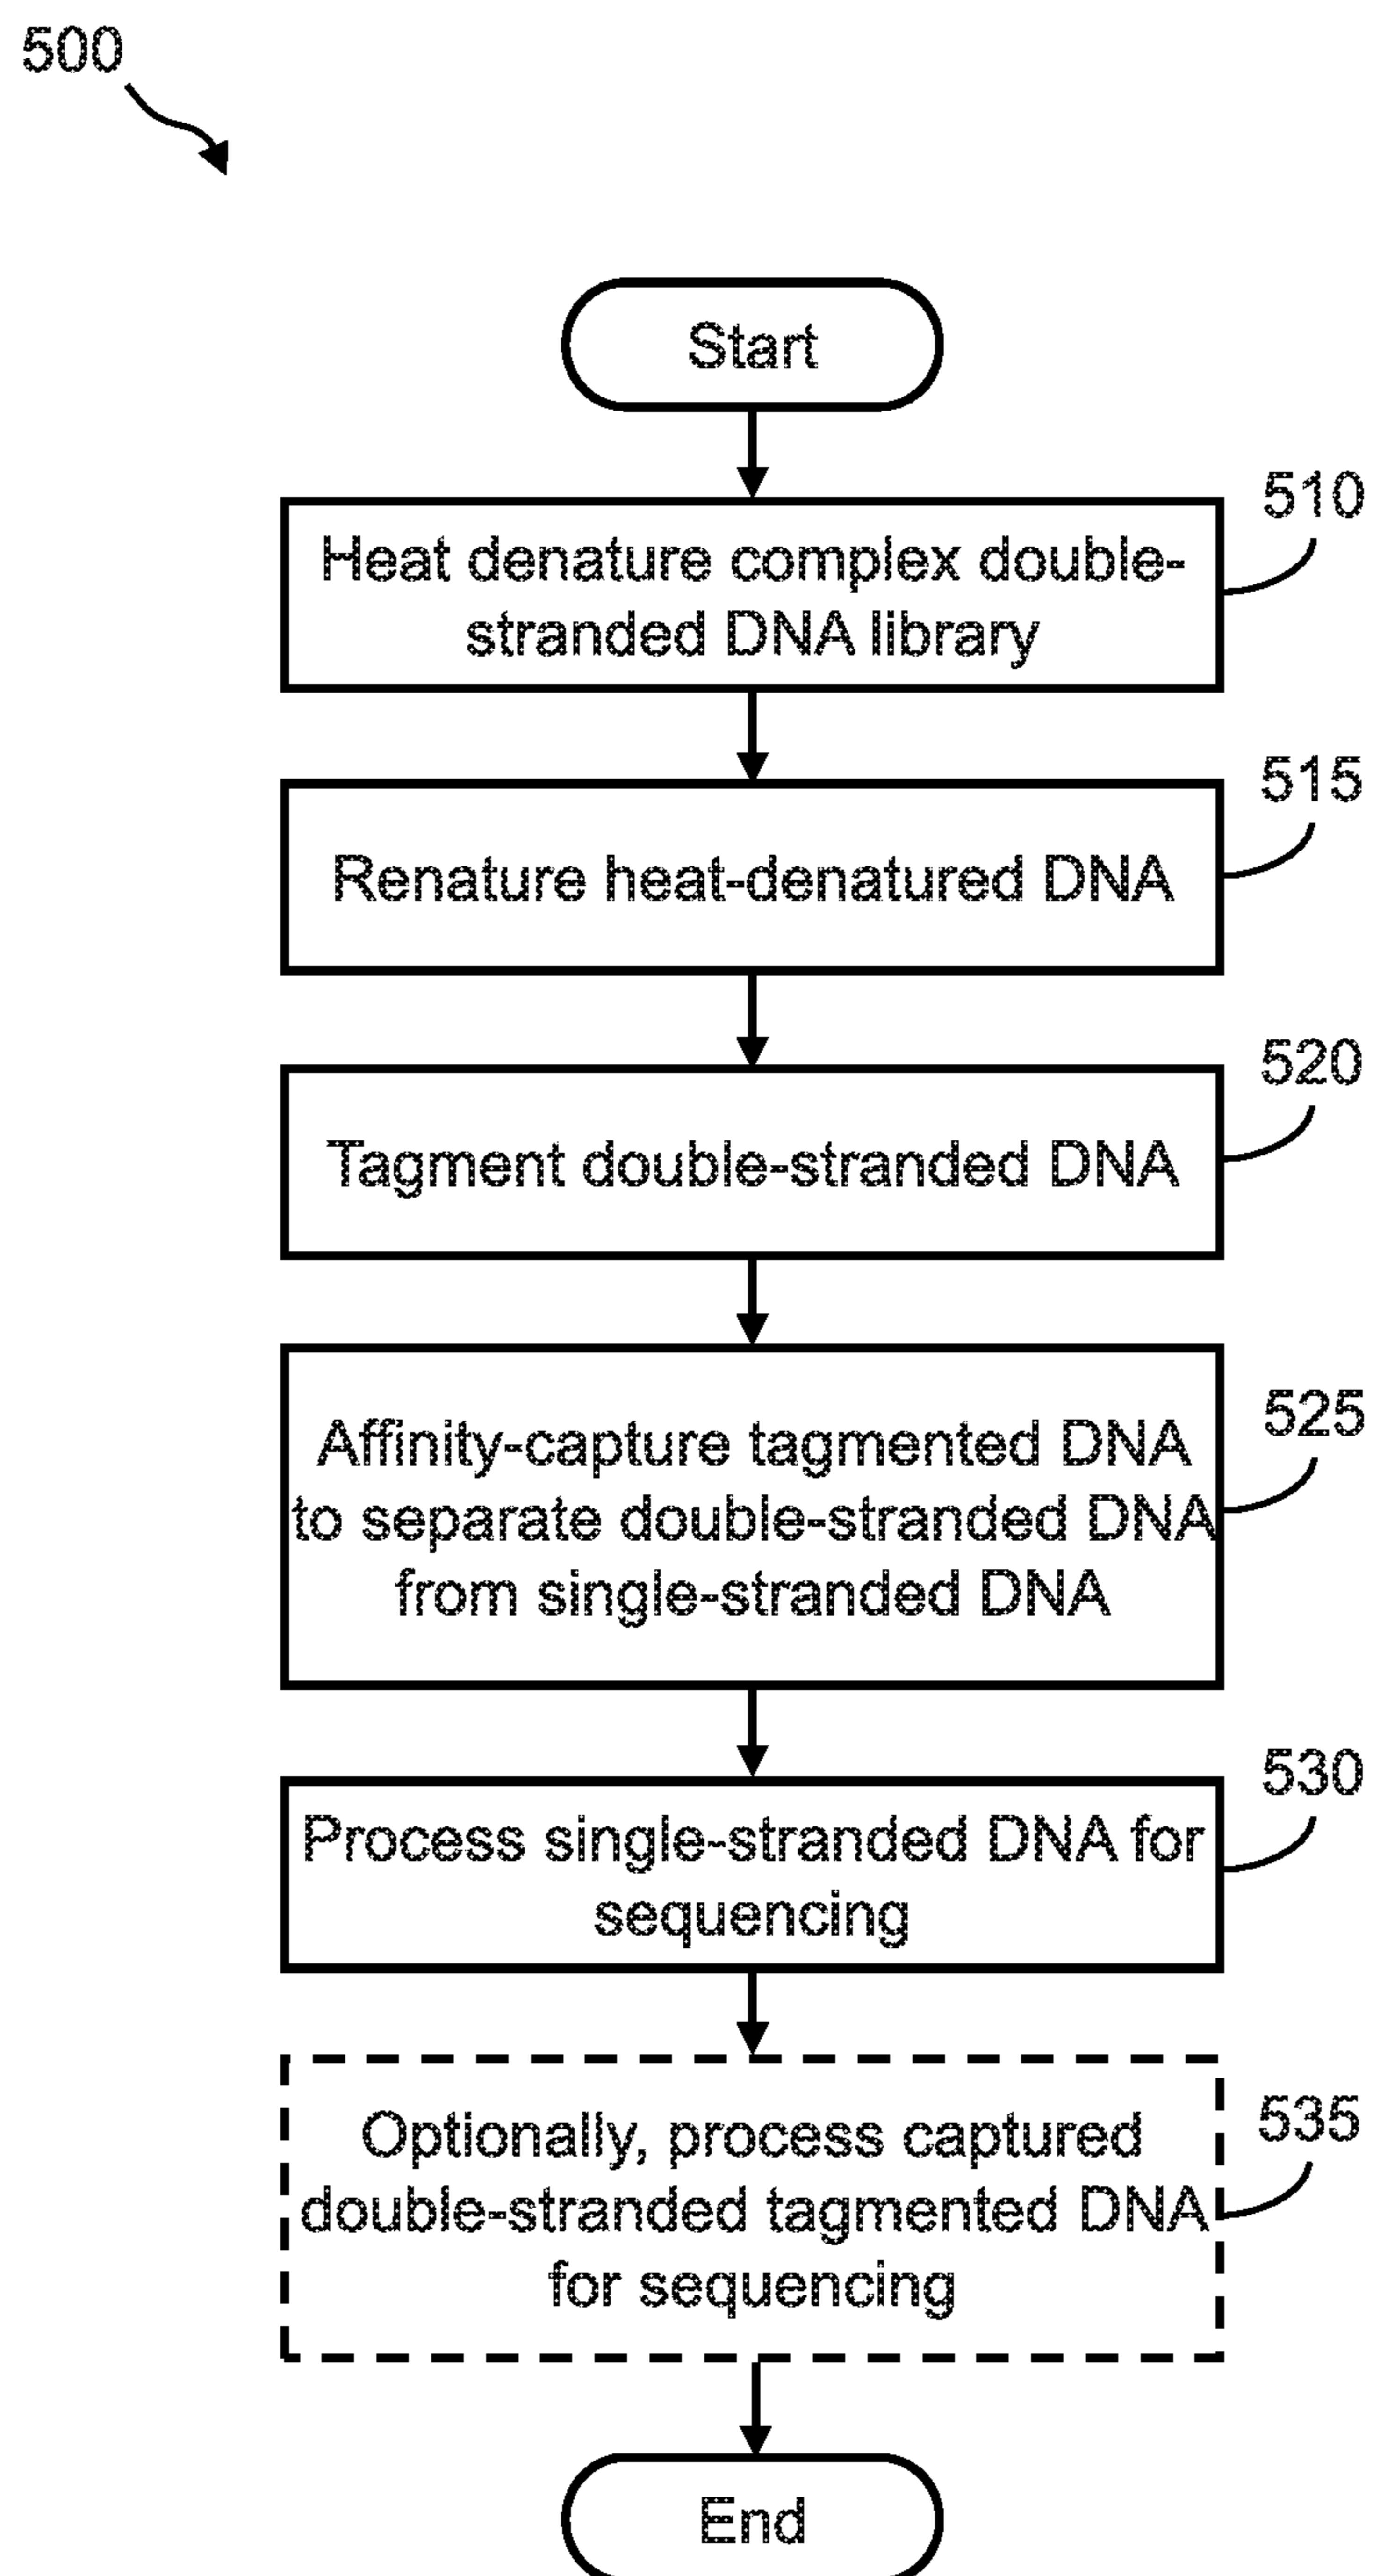 500
Start
510
Heat denature complex double-
stranded DNA library
515
Renature heat-denatured DNA
520
Tagment double-stranded DNA
525
Affinity-capture tagmented DNA
to separate double-stranded DNA
from single-stranded DNA
530
Process single-stranded DNA for
sequencing
535
Optionally, process captured
double-stranded tagmented DNA
for sequencing
End